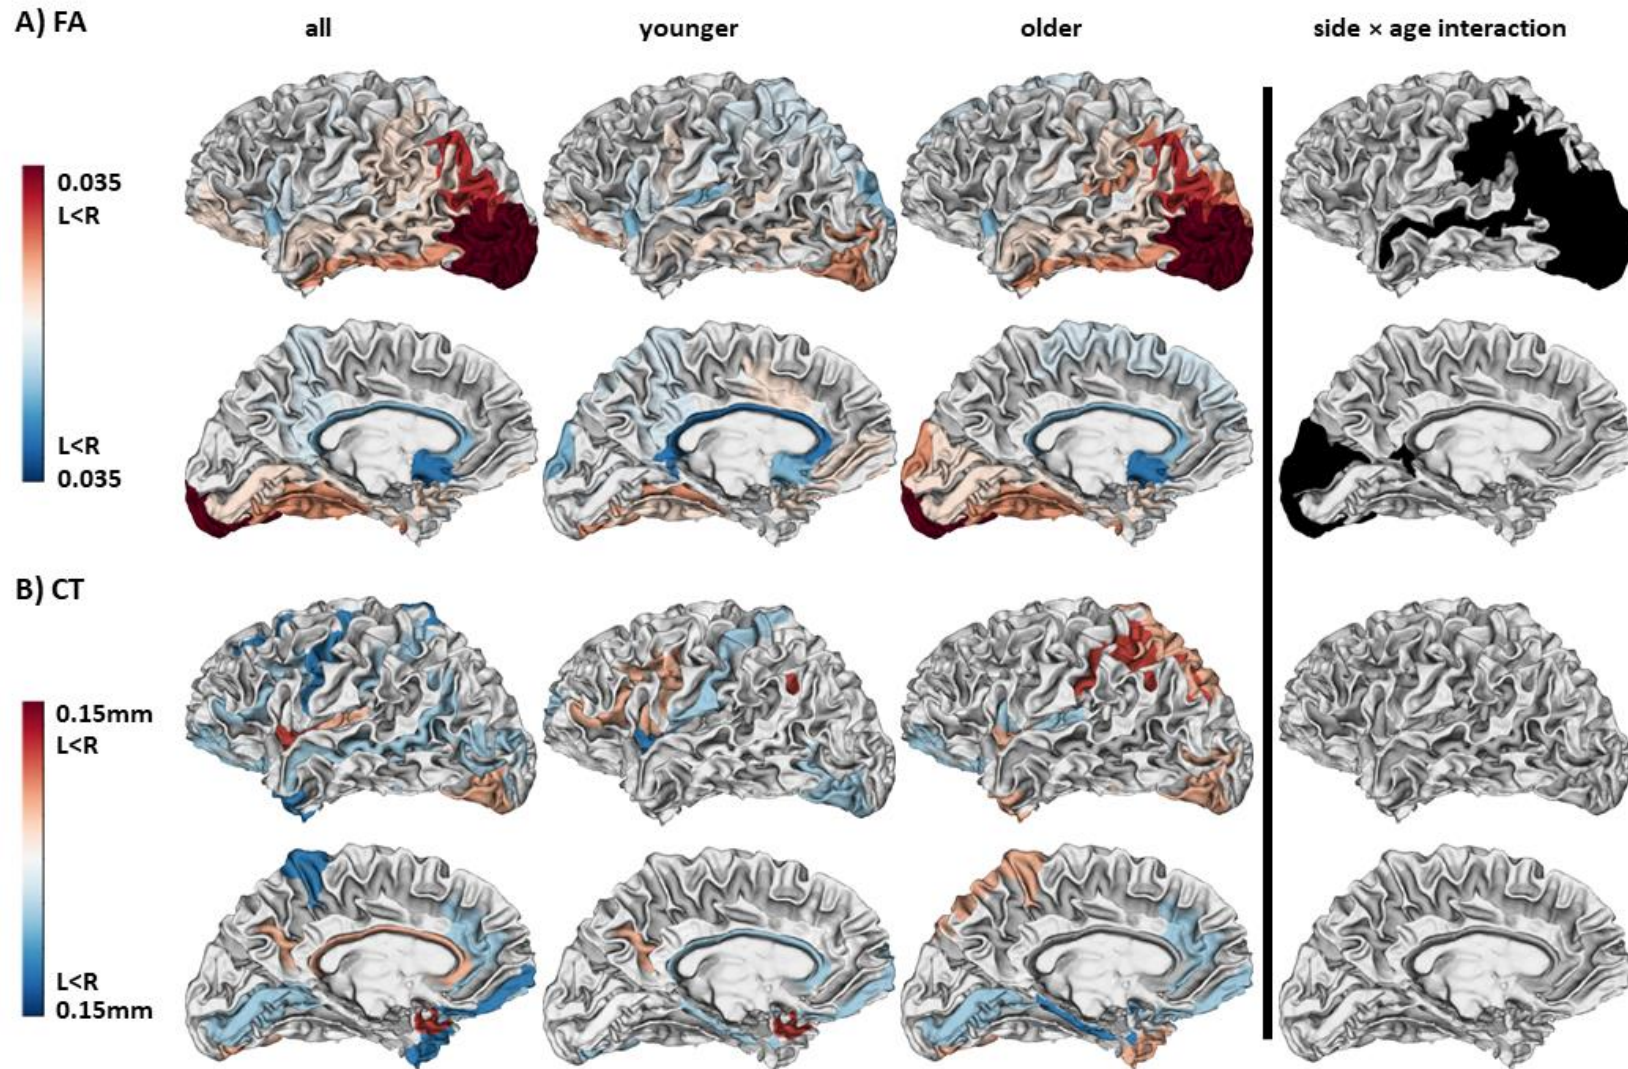 A) FA
all
younger
older
side × age interaction
0.035
L<R
L<R
0.035
B) CT
0.15mm
L<R
L<R
0.15mm